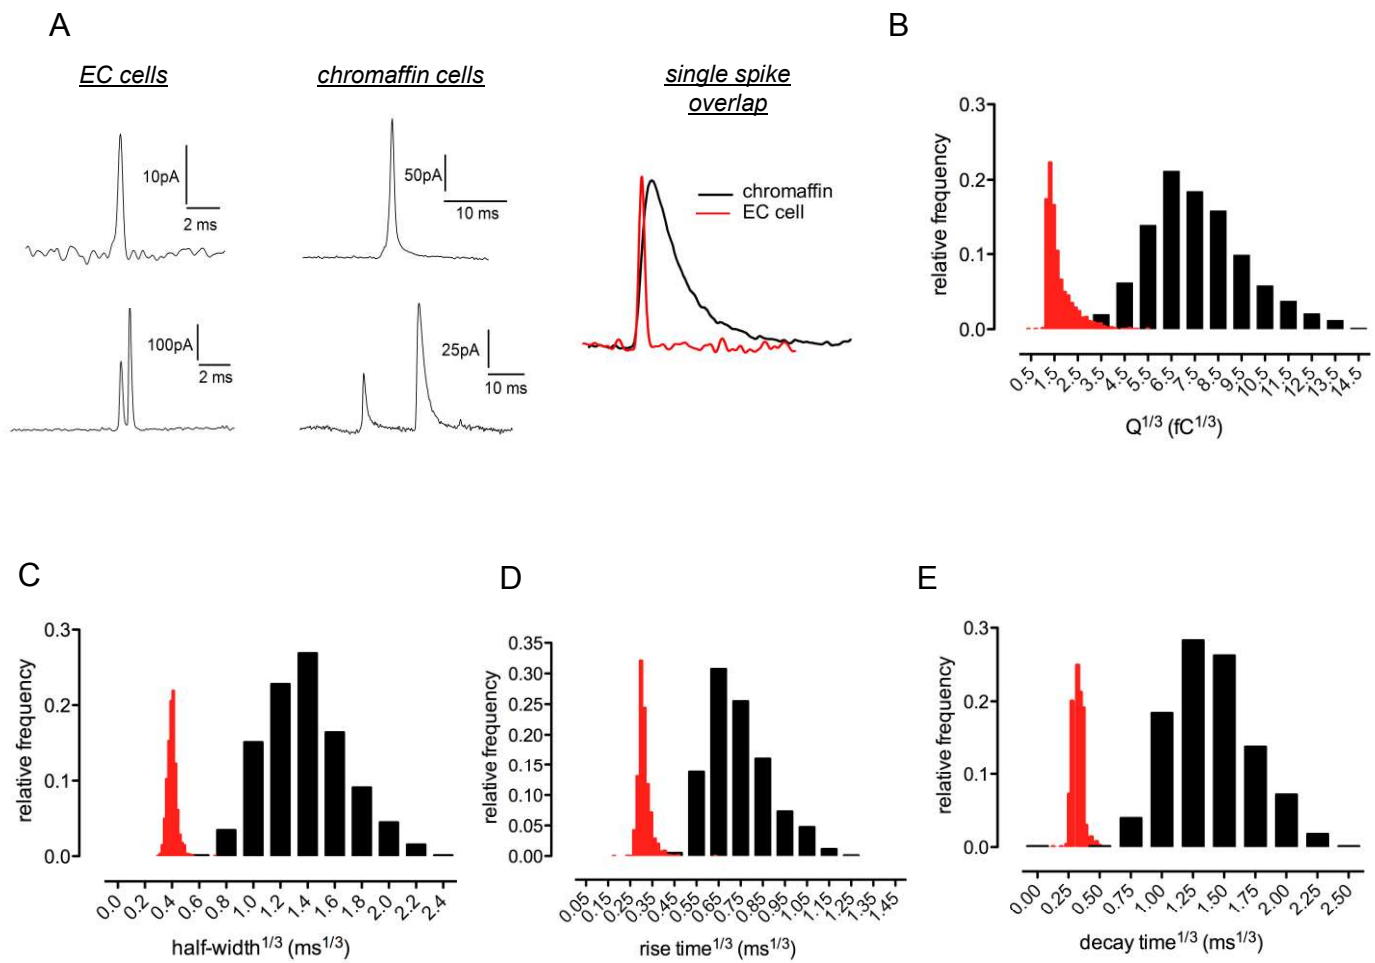 A
EC cells
chromaffin cells
single spike
overlap
10pA
2 ms
50pA
10 ms
chromaffin
EC cell
100pA
2 ms
25pA
10 ms
B
relative frequency
0.3
0.2
0.1
0.0
0.5 1.5 2.5 3.5 4.5 5.5 6.5 7.5 8.5 9.5 10.5 11.5 12.5 13.5 14.5
Q1/3 (fC1/3)
C
relative frequency
0.3
0.2
0.1
0.0
0.0 0.2 0.4 0.6 0.8 1.0 1.2 1.4 1.6 1.8 2.0 2.2 2.4
half-width1/3 (ms1/3)
D
relative frequency
0.35
0.30
0.25
0.20
0.15
0.10
0.05
0.00
0.05 0.15 0.25 0.35 0.45 0.55 0.65 0.75 0.85 0.95 1.05 1.15 1.25 1.35 1.45
rise time1/3 (ms1/3)
E
relative frequency
0.3
0.2
0.1
0.0
0.00 0.25 0.50 0.75 1.00 1.25 1.50 1.75 2.00 2.25 2.50
decay time1/3 (ms1/3)